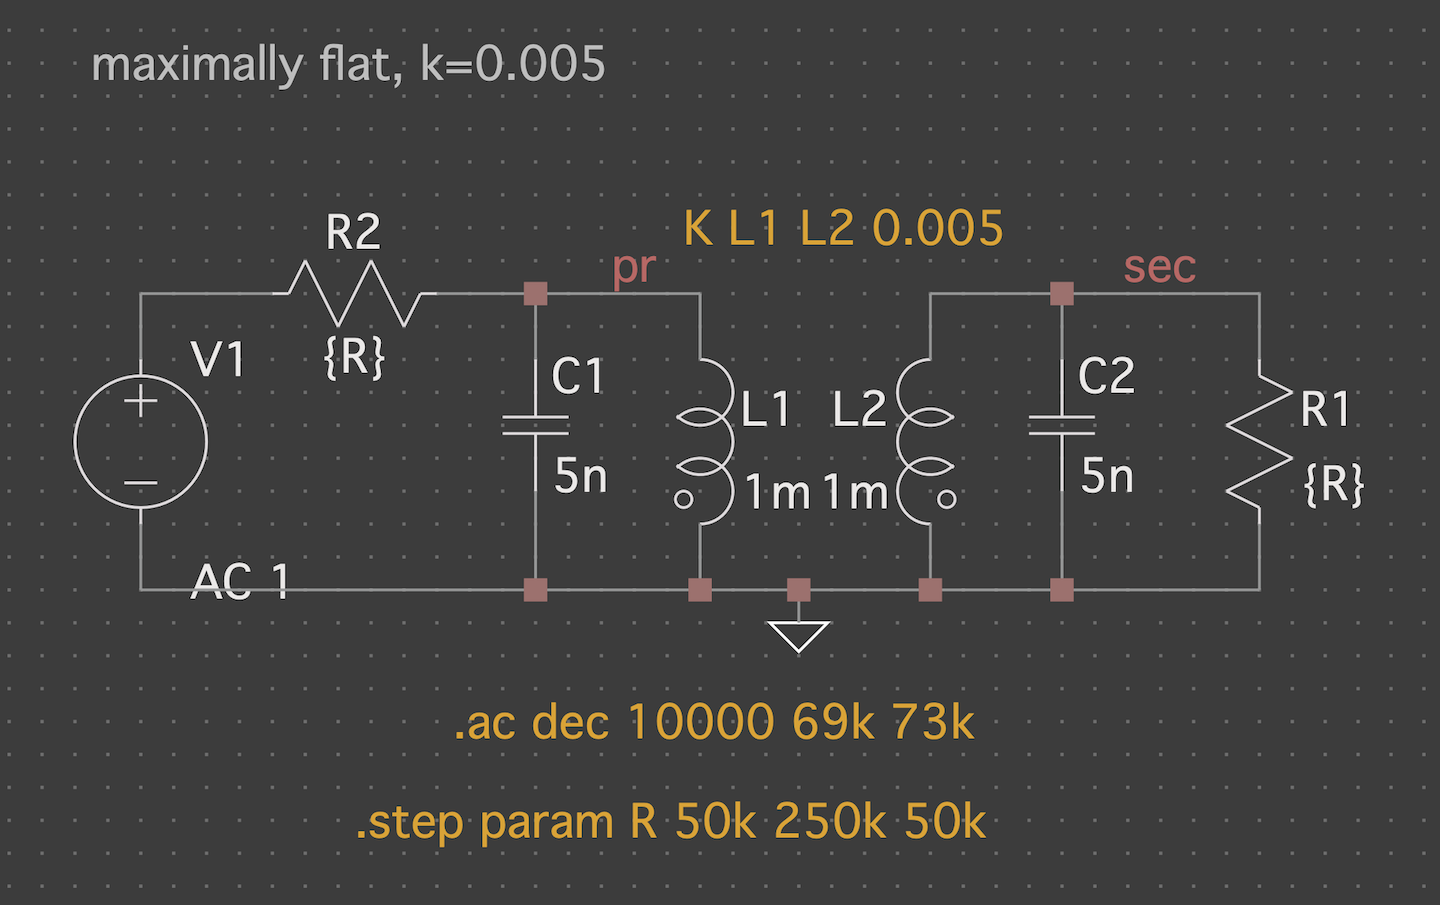 maximally flat, k=0.005
K L1 L2 0.005
R2
pr
sec
V1
{R}
C1
C2
L1
L2
R1
5n
1m
1m
5n
{R}
AC 1
.ac dec 10000 69k 73k
.step param R 50k 250k 50k